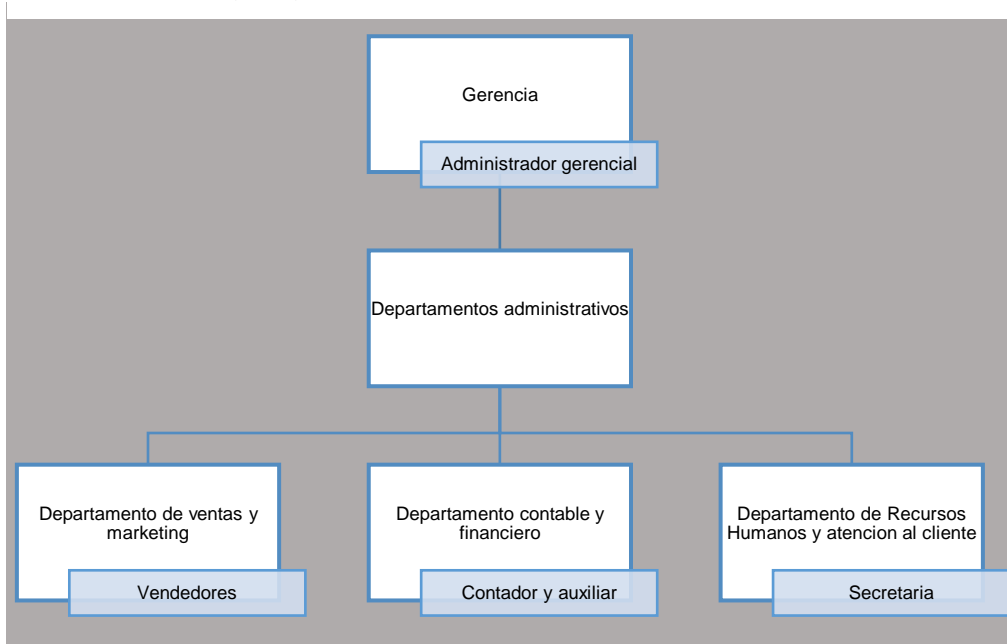 Gerencia
Administrador gerencial
Departamentos administrativos
Departamento de ventas y
marketing
Vendedores
Departamento contable y
financiero
Contador y auxiliar
Departamento de Recursos
Humanos y atencion al cliente
Secretaria